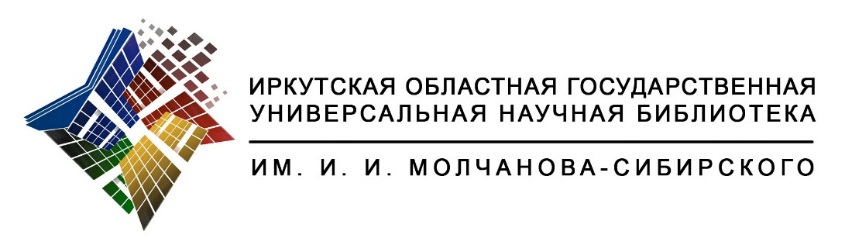 ИРКУТСКАЯ ОБЛАСТНАЯ ГОСУДАРСТВЕННАЯ
УНИВЕРСАЛЬНАЯ НАУЧНАЯ БИБЛИОТЕКА
ИМ. И. И. МОЛЧАНОВА-СИБИРСКОГО